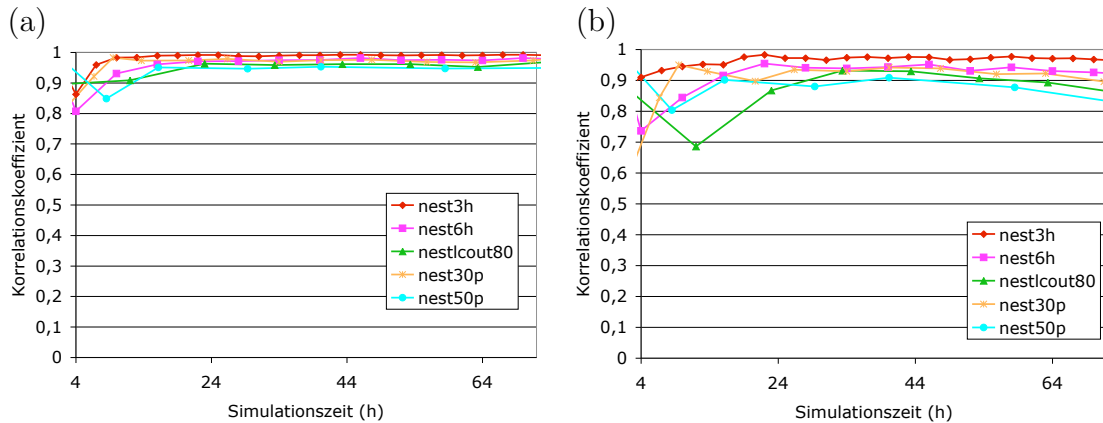 (a)
Korrelationskoeffizient
1
0,9
0,8
0,7
0,6
0,5
0,4
0,3
0,2
0,1
0
4
24
44
64
Simulationszeit (h)
nest3h
nest6h
nestlcout80
nest30p
nest50p
(b)
Korrelationskoeffizient
1
0,9
0,8
0,7
0,6
0,5
0,4
0,3
0,2
0,1
0
4
24
44
64
Simulationszeit (h)
nest3h
nest6h
nestlcout80
nest30p
nest50p